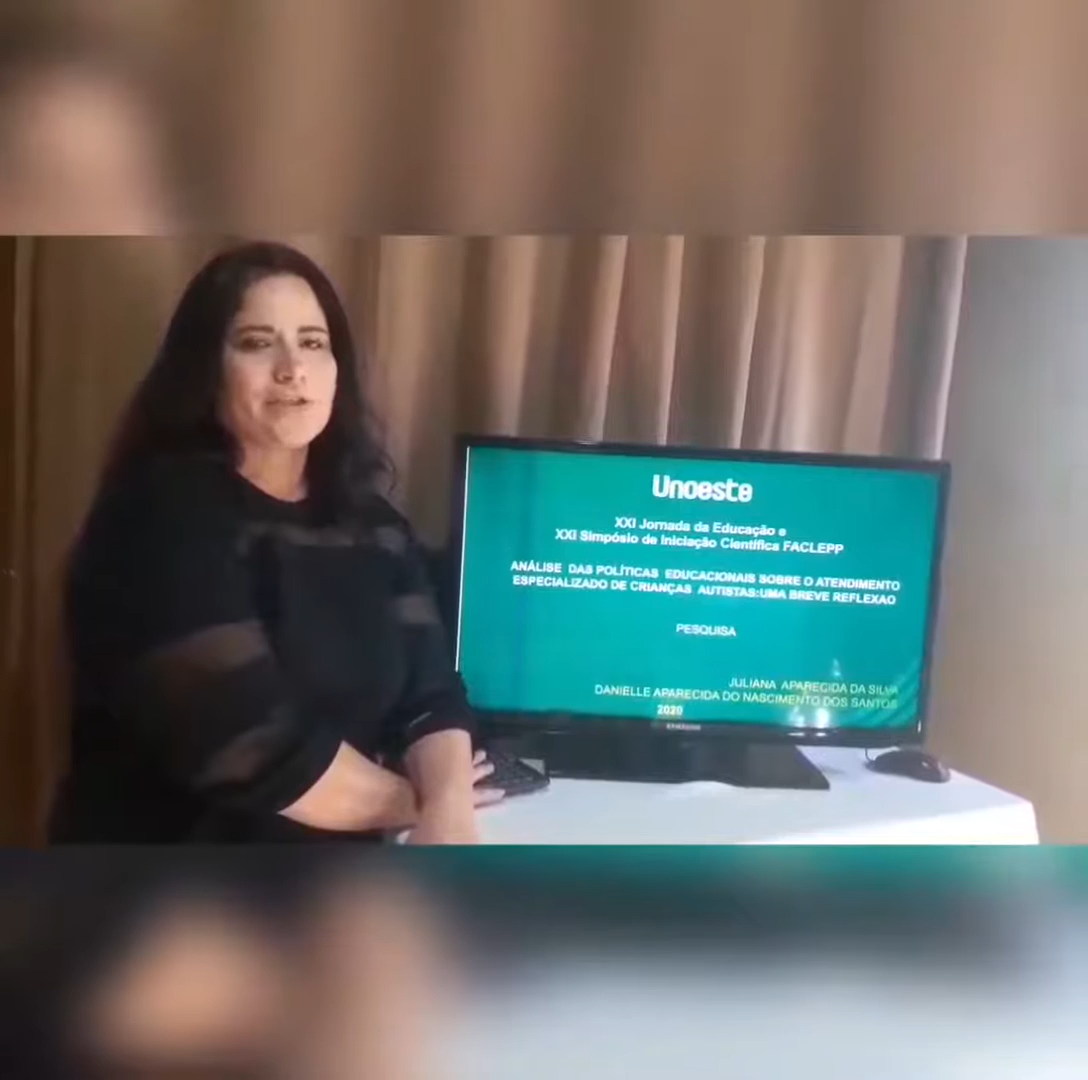 Unoeste
XXI Jornada da Educação e
XXI Simpósio de Iniciação Científica FACLEPP
ANÁLISE DAS POLÍTICAS EDUCACIONAIS SOBRE O ATENDIMENTO
ESPECIALIZADO DE CRIANÇAS AUTISTAS:UMA BREVE REFLEXAO
PESQUISA
JULIANA APARECIDA DA SILVA
DANIELLE APARECIDA DO NASCIMENTO DOS SANTOS
2020